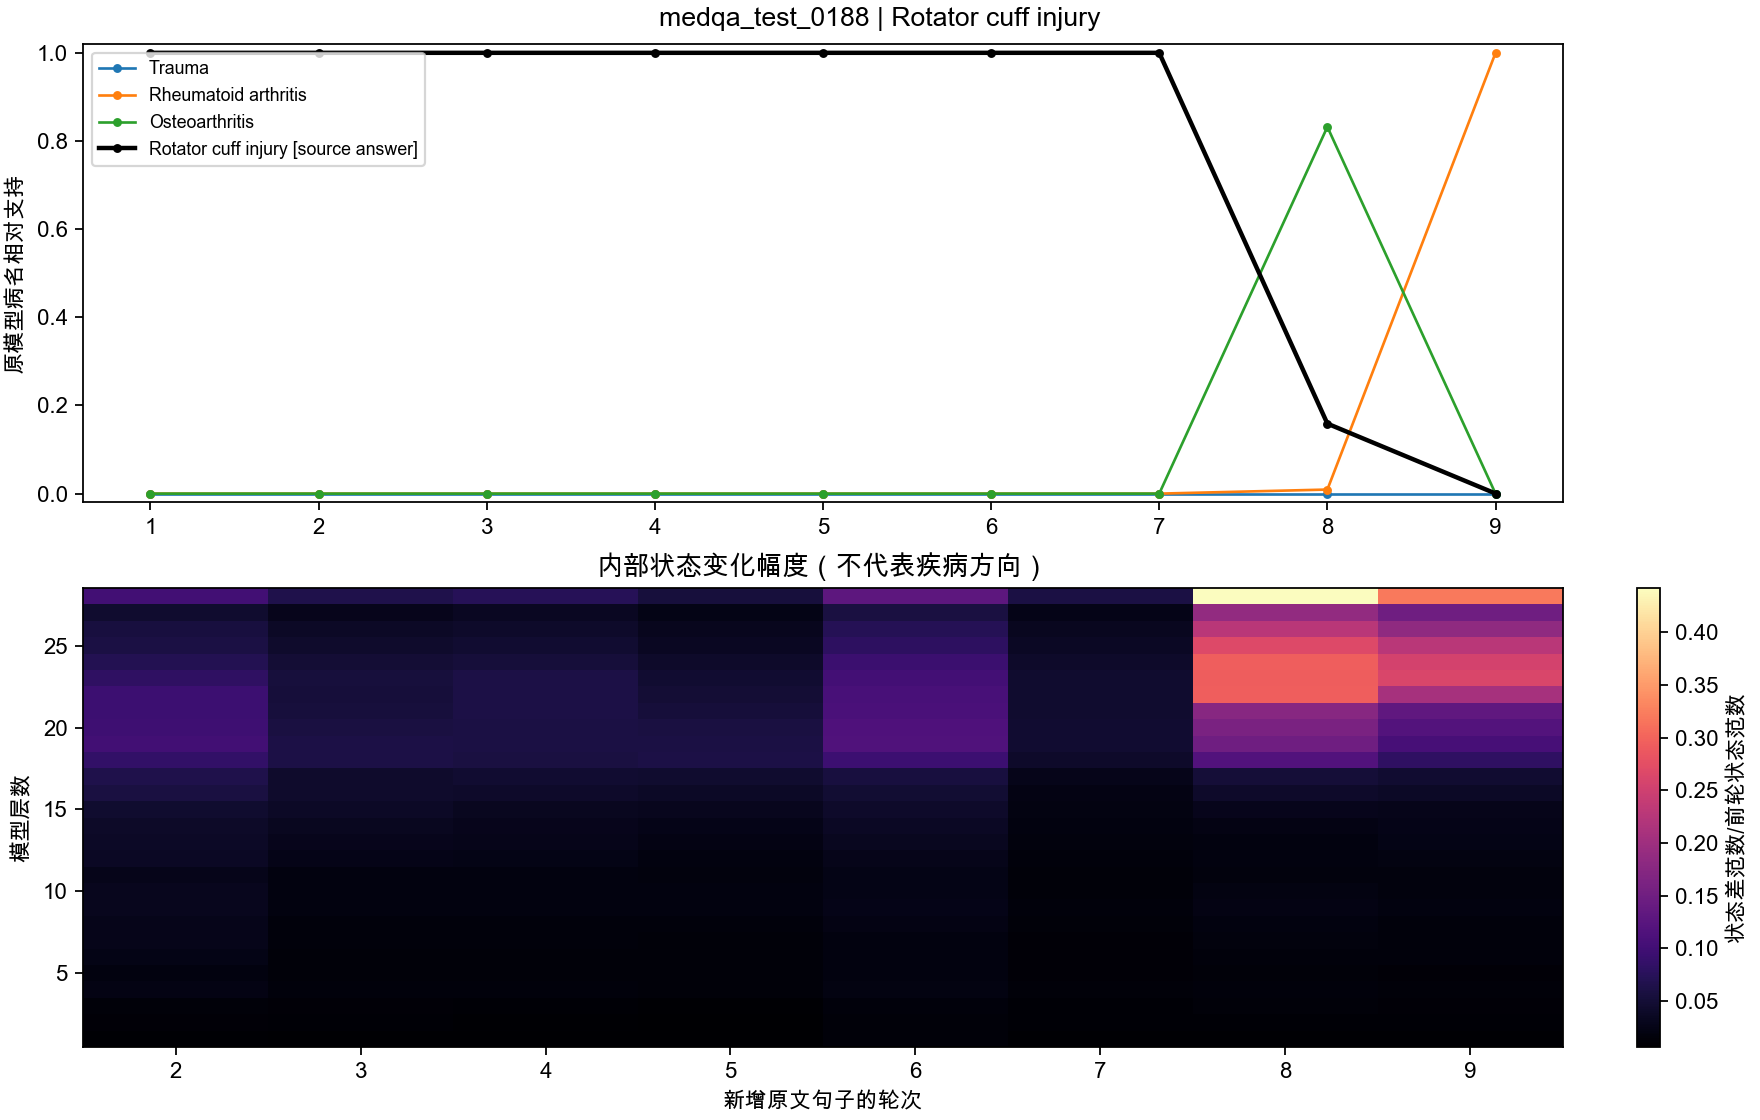 medqa_test_0188 | Rotator cuff injury
1.0
0.8
0.6
0.4
0.2
0.0
原模型病名相对支持
Trauma
Rheumatoid arthritis
Osteoarthritis
Rotator cuff injury [source answer]
1 2 3 4 5 6 7 8 9
内部状态变化幅度（不代表疾病方向）
25
20
15
10
5
模型层数
2 3 4 5 6 7 8 9
新增原文句子的轮次
0.40
0.35
0.30
0.25
0.20
0.15
0.10
0.05
状态差范数/前轮状态范数